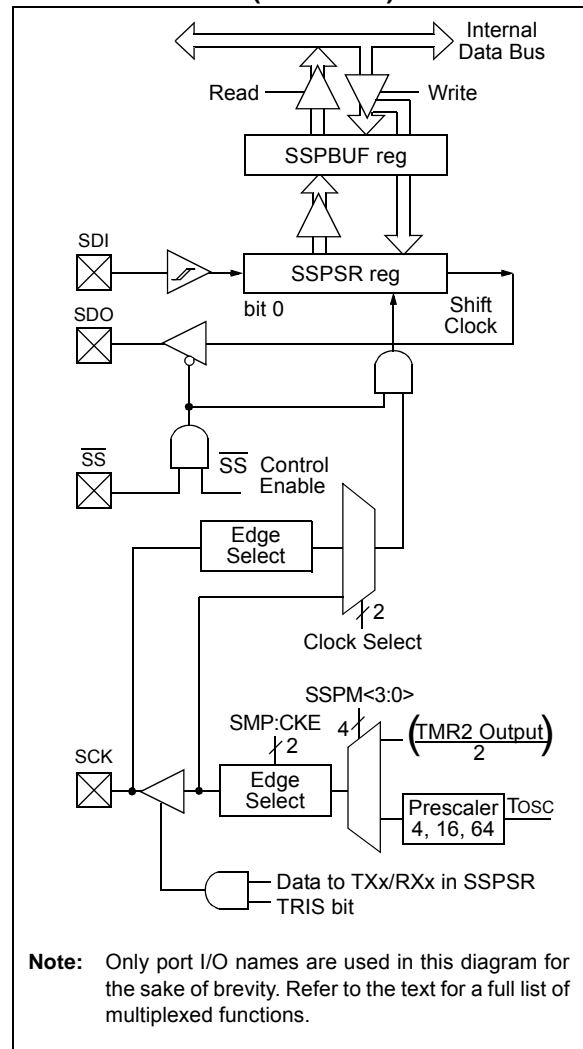 Internal
Data Bus
Read
Write
SSPBUF reg
SDI
SSPSR reg
bit 0
Shift
Clock
SDO
SS
SS Control
Enable
Edge
Select
2
Clock Select
SSPM<3:0>
4
SMP:CKE
2
(TMR2 Output)
2
SCK
Edge
Select
Prescaler
4, 16, 64
TOSC
Data to TXx/RXx in SSPSR
TRIS bit
Note: Only port I/O names are used in this diagram for
the sake of brevity. Refer to the text for a full list of
multiplexed functions.